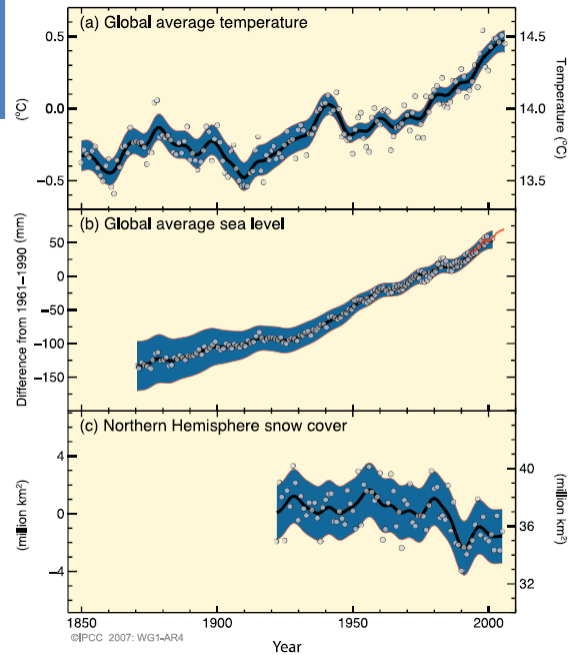 (a) Global average temperature
0.5
0.0
−0.5
(°C)
14.5
14.0
13.5
Temperature (°C)
(b) Global average sea level
50
0
−50
−100
−150
Difference from 1961–1990
(mm)
(c) Northern Hemisphere snow cover
4
0
−4
(million km²)
40
36
32
(million km²)
1850 1900 1950 2000
©IPCC 2007: WG1-AR4
Year